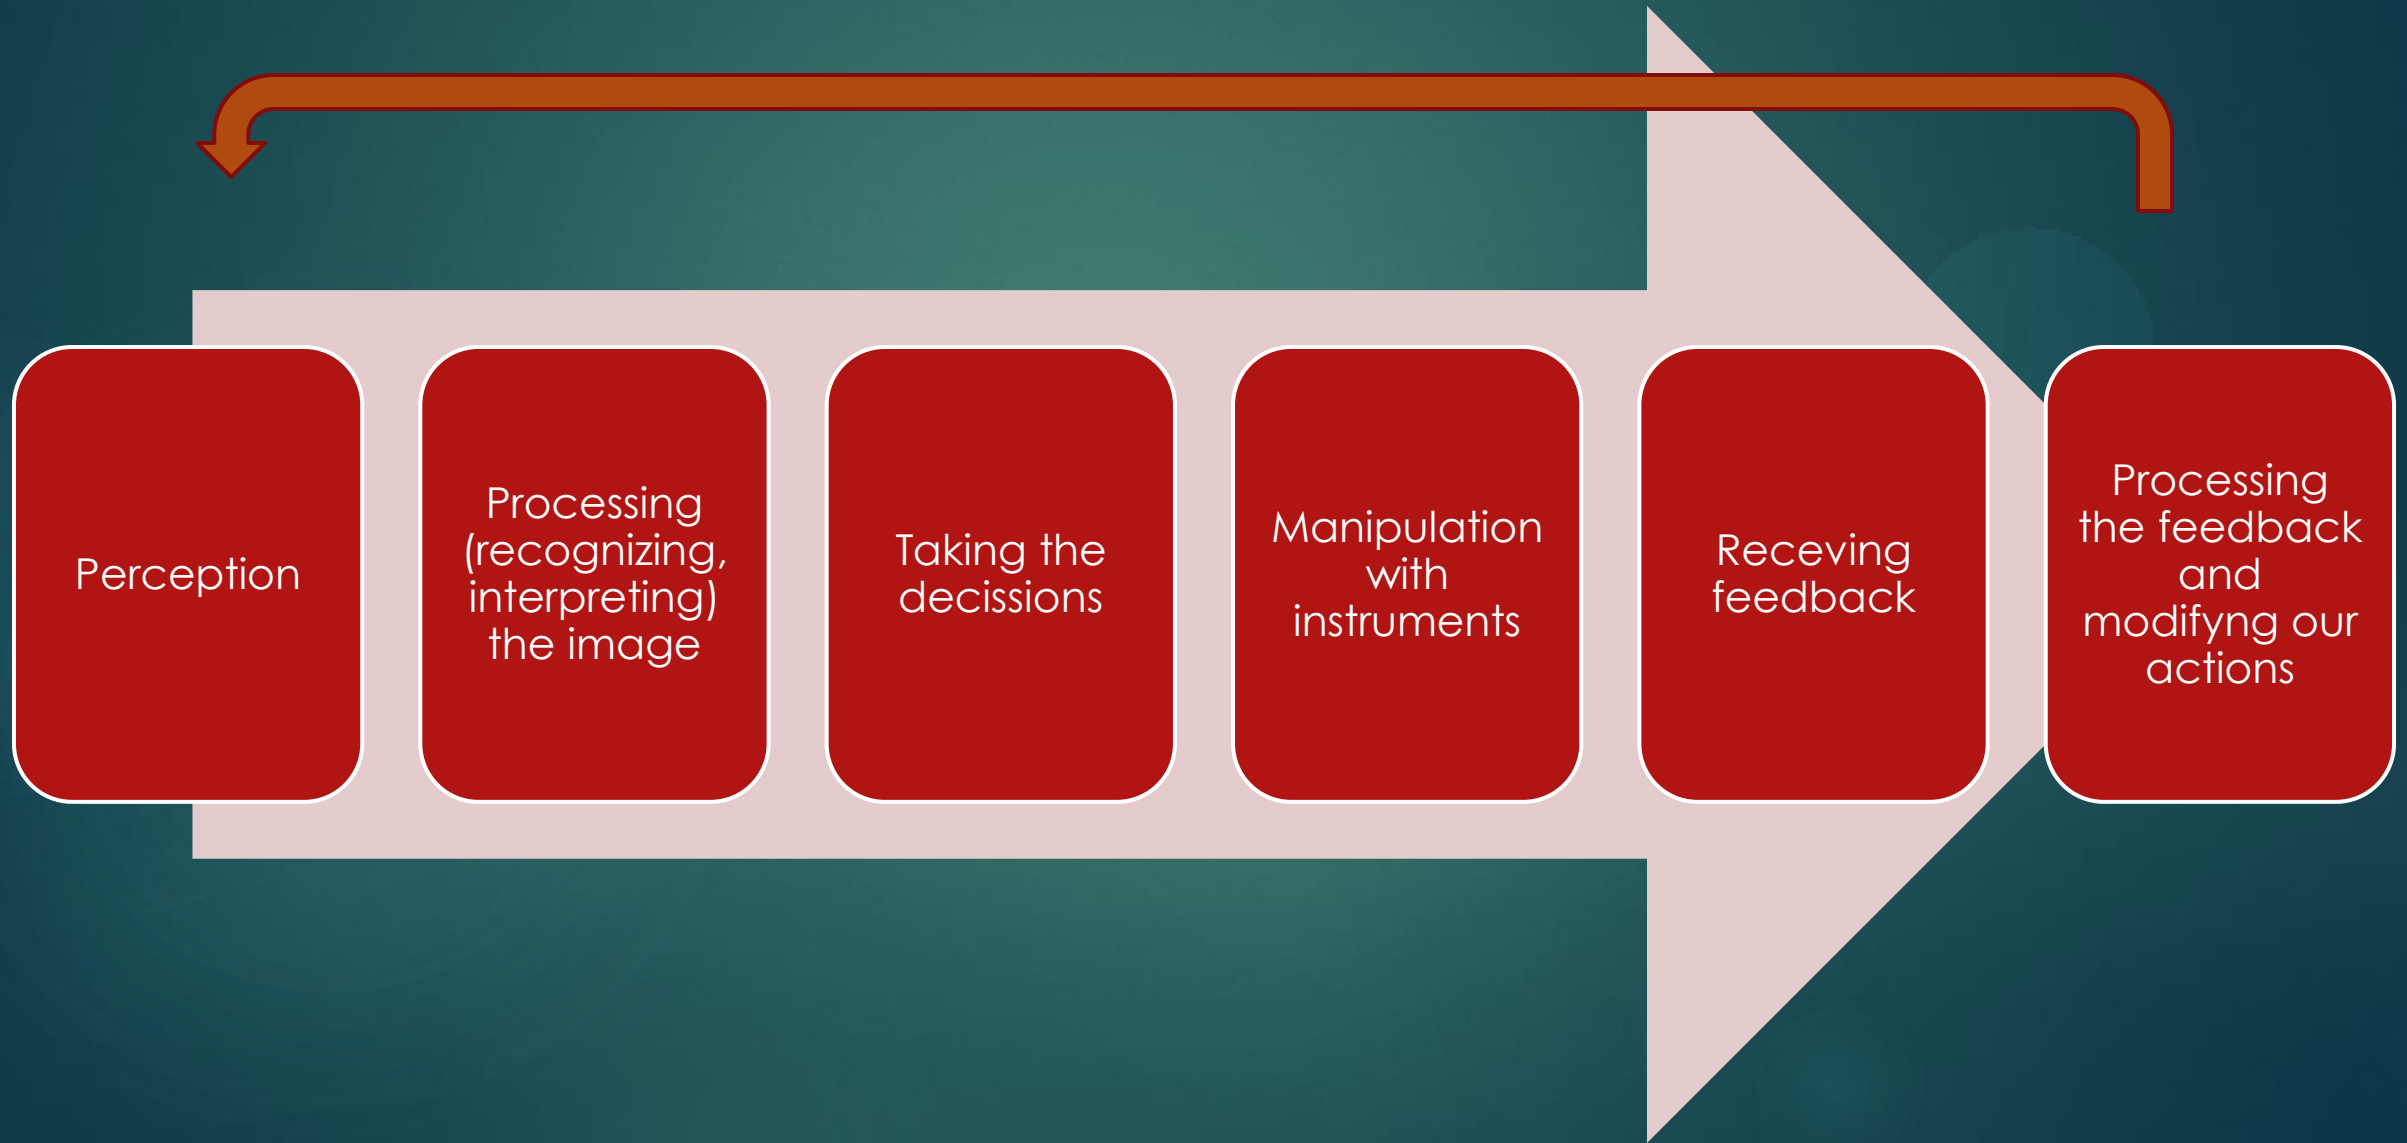 Perception
Processing
(recognizing,
interpreting)
the image
Taking the
decissions
Manipulation
with
instruments
Receving
feedback
Processing
the feedback
and
modifyng our
actions